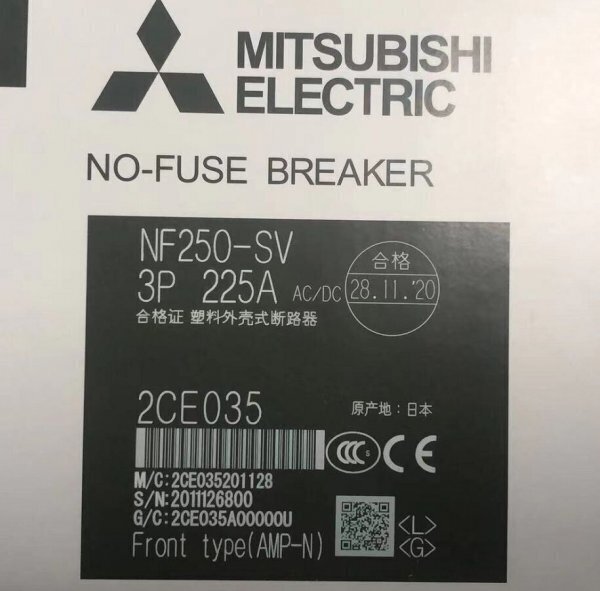 MITSUBISHI
ELECTRIC
NO-FUSE BREAKER
NF250-SV
3P 225A AC/DC
合格
28.11.'20
合格证 塑料外壳式断路器
2CE035
原产地：日本
CCC S CE
M/C:2CE035201128
S/N:2011126800
G/C:2CE035A00000U
Front type(AMP-N)
<L>
<G>